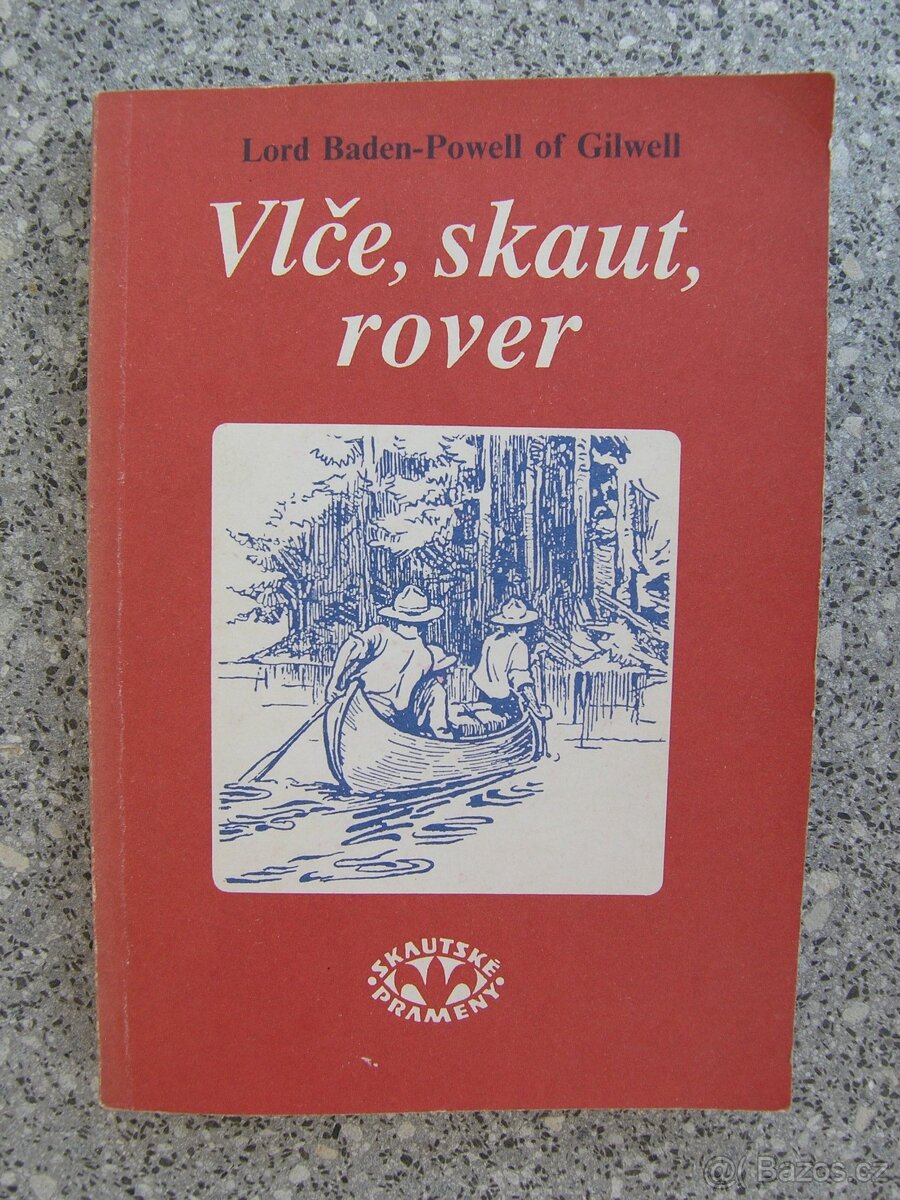 Lord Baden-Powell of Gilwell
Vlče, skaut,
rover
SKAUTSKÉ
PRAMENY
@ Bazos.cz